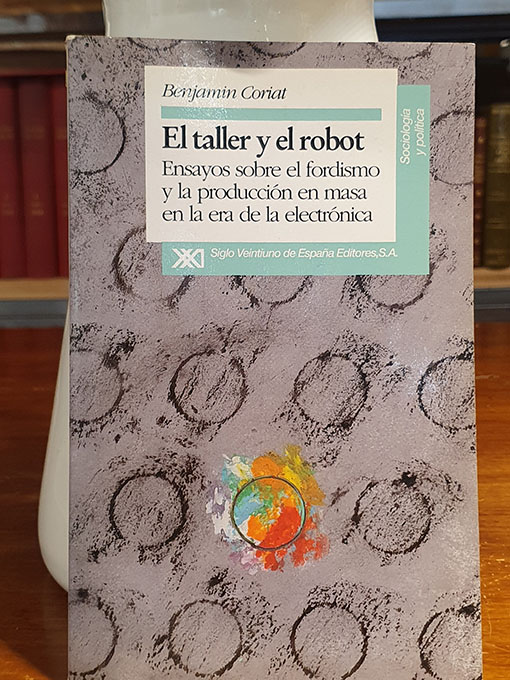 Benjamin Coriat
El taller y el robot
Ensayos sobre el fordismo
y la producción en masa
en la era de la electrónica
Sociología
y política
XXI Siglo Veintiuno de España Editores, S.A.